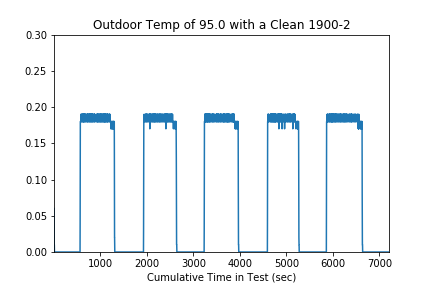 Outdoor Temp of 95.0 with a Clean 1900-2
0.30
0.25
0.20
0.15
0.10
0.05
0.00
1000 2000 3000 4000 5000 6000 7000
Cumulative Time in Test (sec)